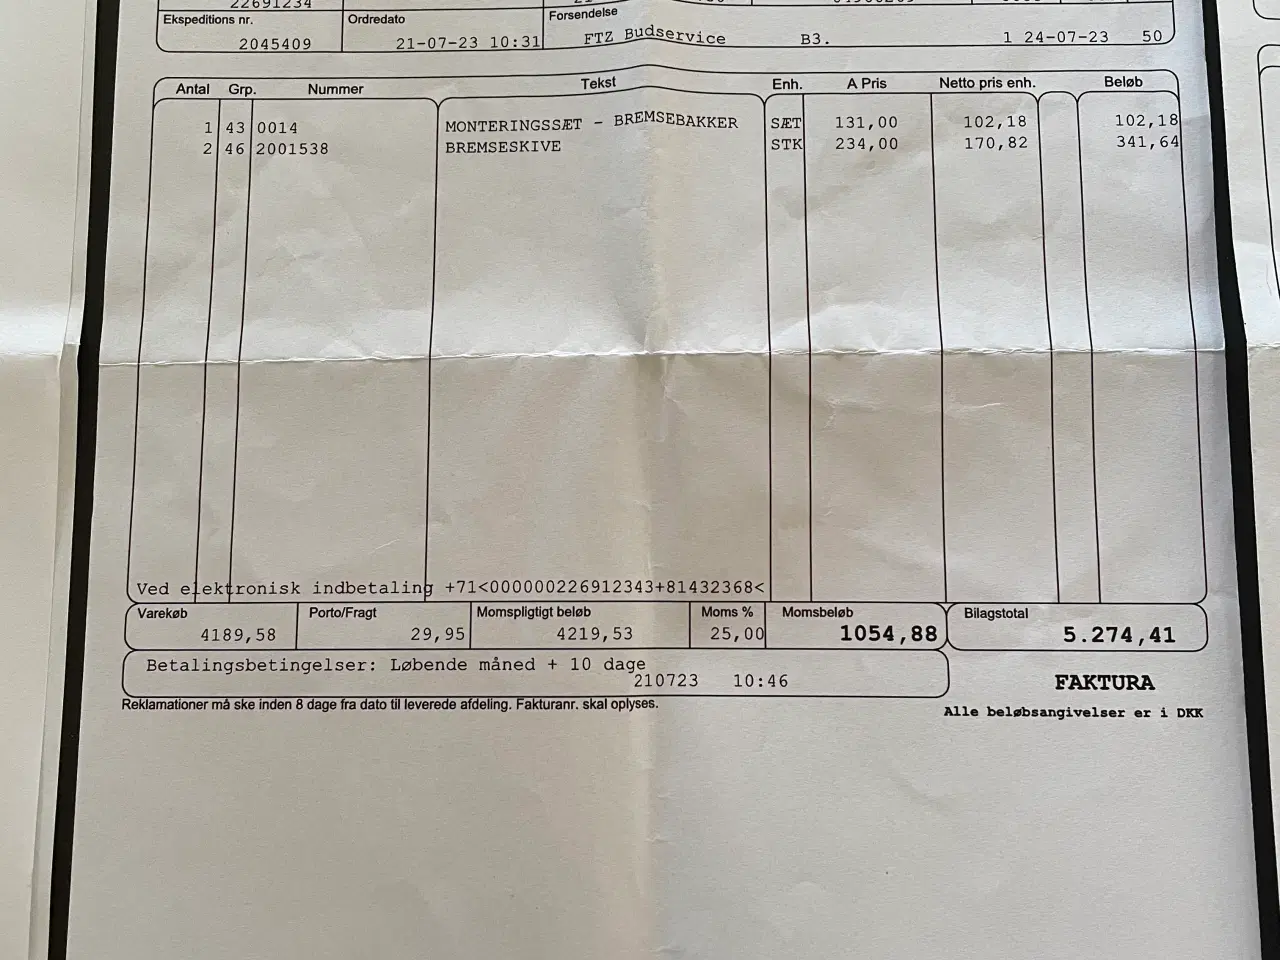 22691234
Ekspeditions nr. Ordredato Forsendelse
2045409 21-07-23 10:31 FTZ Budservice B3. 1 24-07-23 50
Antal Grp. Nummer Tekst Enh. A Pris Netto pris enh. Beløb
1 43 0014 MONTERINGSSÆT - BREMSEBAKKER SÆT 131,00 102,18 102,18
2 46 2001538 BREMSESKIVE STK 234,00 170,82 341,64
Ved elektronisk indbetaling +71<000000226912343+81432368<
Varekøb Porto/Fragt Momspligtigt beløb Moms % Momsbeløb Bilagstotal
4189,58 29,95 4219,53 25,00 1054,88 5.274,41
Betalingsbetingelser: Løbende måned + 10 dage
210723 10:46
FAKTURA
Reklamationer må ske inden 8 dage fra dato til leverede afdeling. Fakturanr. skal oplyses.
Alle beløbsangivelser er i DKK